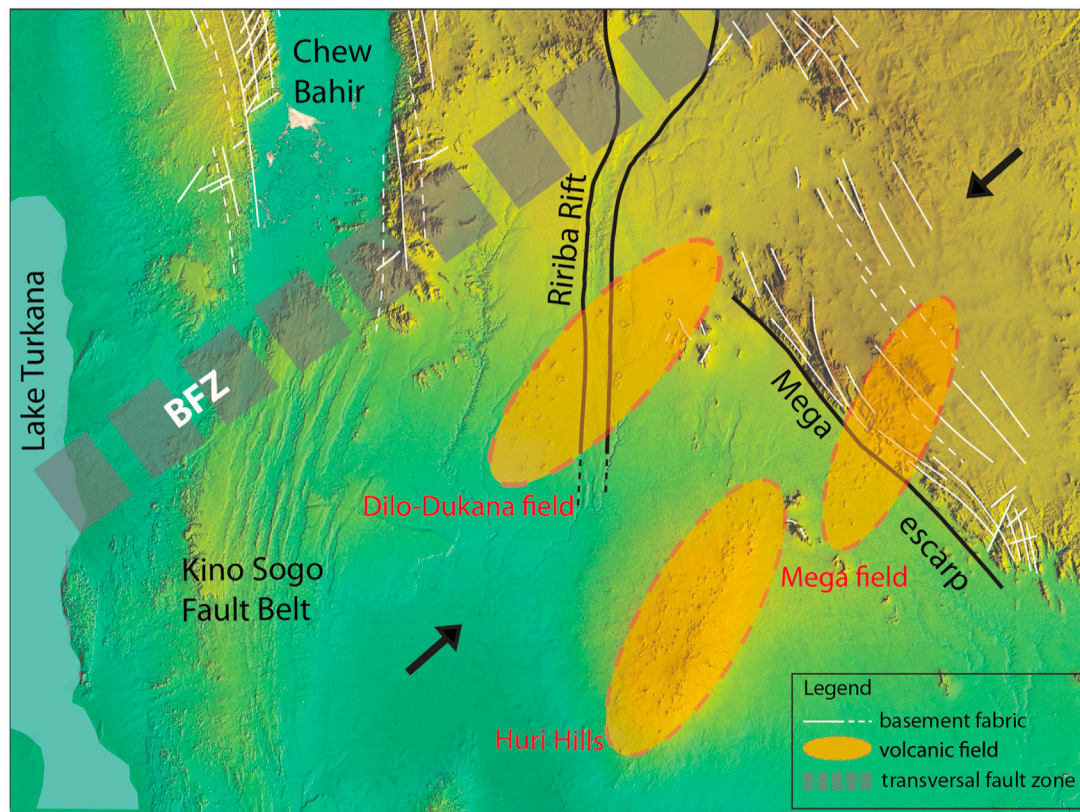 Chew
Bahir
Ririba Rift
Lake Turkana
BFZ
Mega
escarp
Dilo-Dukana field
Kino Sogo
Fault Belt
Mega field
Huri Hills
Legend
basement fabric
volcanic field
transversal fault zone